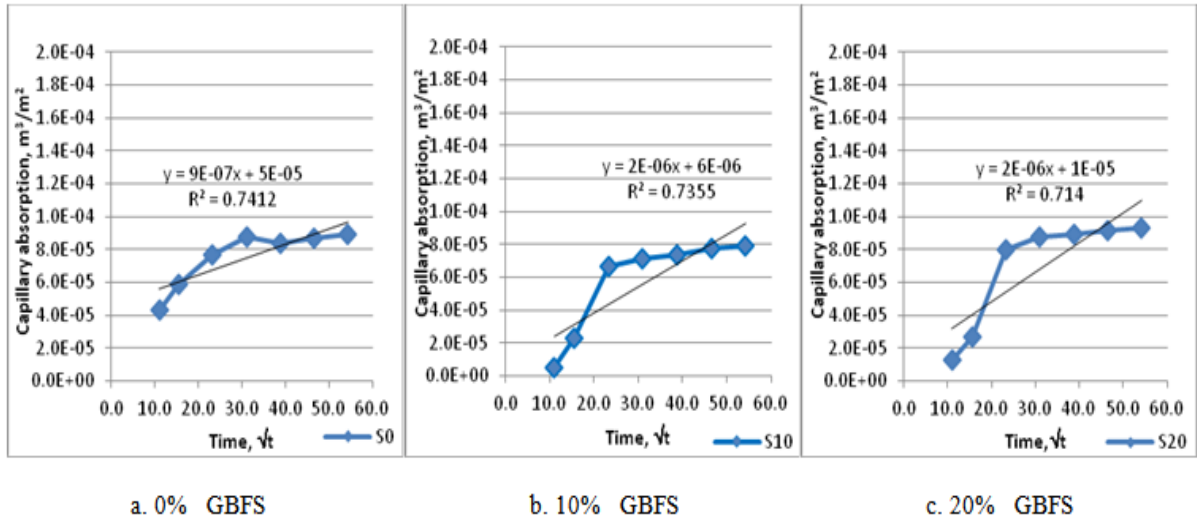 Capillary absorption, m³/m²
2.0E-04
1.8E-04
1.6E-04
1.4E-04
1.2E-04
1.0E-04
8.0E-05
6.0E-05
4.0E-05
2.0E-05
0.0E+00
y = 9E-07x + 5E-05
R² = 0.7412
0.0 10.0 20.0 30.0 40.0 50.0 60.0
Time, √t
S0
Capillary absorption, m³/m²
2.0E-04
1.8E-04
1.6E-04
1.4E-04
1.2E-04
1.0E-04
8.0E-05
6.0E-05
4.0E-05
2.0E-05
0.0E+00
y = 2E-06x + 6E-06
R² = 0.7355
0.0 10.0 20.0 30.0 40.0 50.0 60.0
Time, √t
S10
Capillary absorption, m³/m²
2.0E-04
1.8E-04
1.6E-04
1.4E-04
1.2E-04
1.0E-04
8.0E-05
6.0E-05
4.0E-05
2.0E-05
0.0E+00
y = 2E-06x + 1E-05
R² = 0.714
0.0 10.0 20.0 30.0 40.0 50.0 60.0
Time, √t
S20
a. 0% GBFS
b. 10% GBFS
c. 20% GBFS